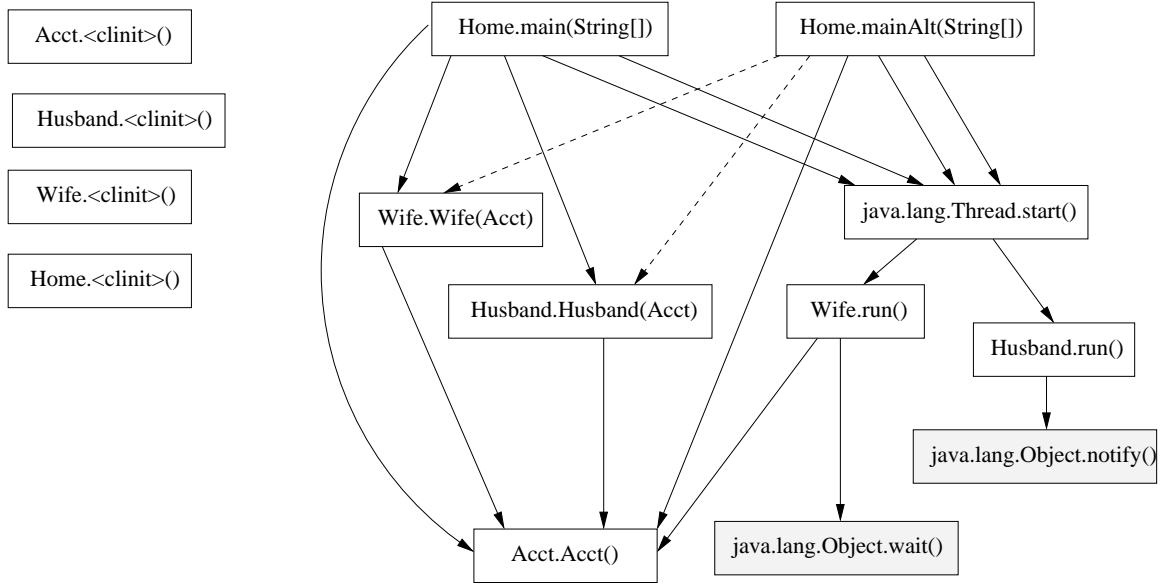 Acct.<clinit>()
Home.main(String[])
Home.mainAlt(String[])
Husband.<clinit>()
Wife.<clinit>()
Wife.Wife(Acct)
java.lang.Thread.start()
Home.<clinit>()
Husband.Husband(Acct)
Wife.run()
Husband.run()
java.lang.Object.notify()
Acct.Acct()
java.lang.Object.wait()